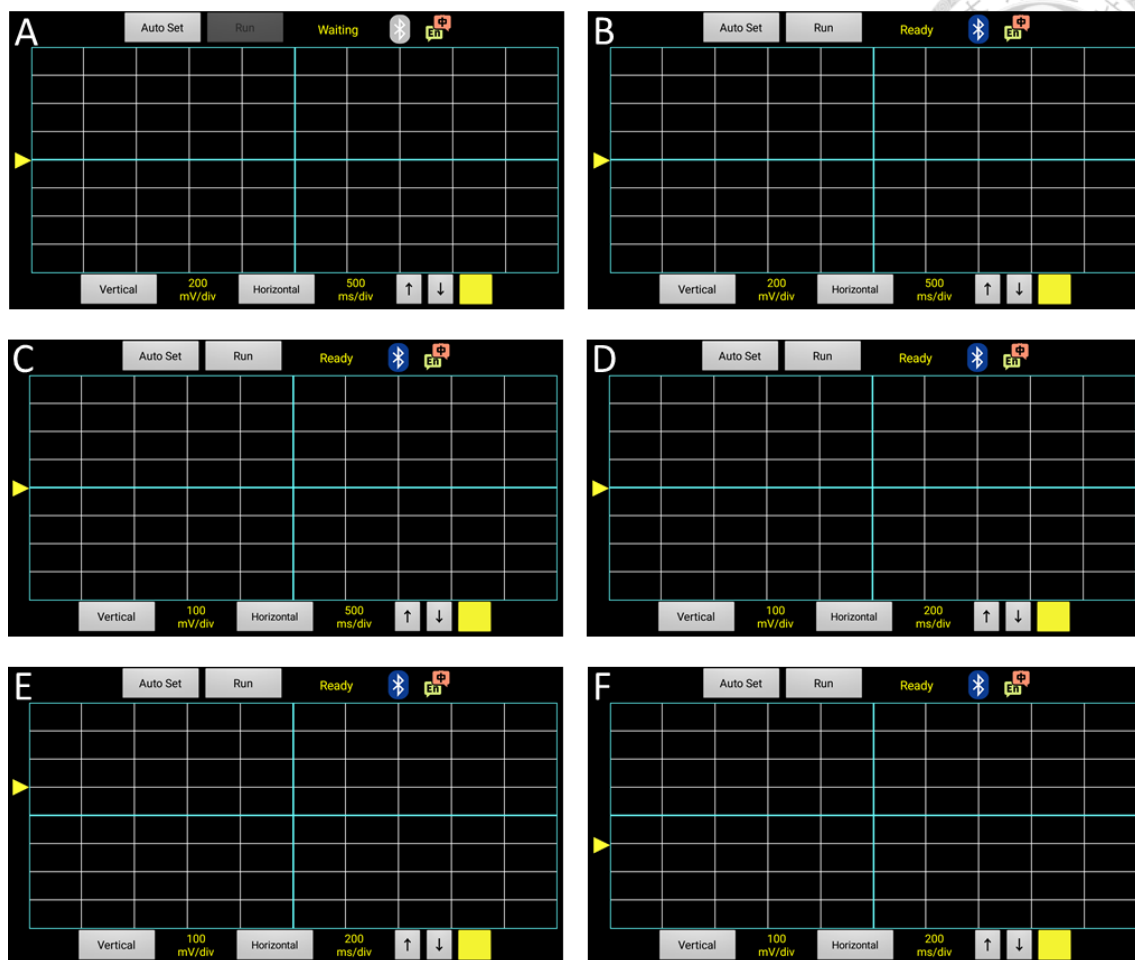 A Auto Set Run Waiting 中 En
Vertical 200 mV/div Horizontal 500 ms/div ↑ ↓
B Auto Set Run Ready 中 En
Vertical 200 mV/div Horizontal 500 ms/div ↑ ↓
C Auto Set Run Ready 中 En
Vertical 100 mV/div Horizontal 500 ms/div ↑ ↓
D Auto Set Run Ready 中 En
Vertical 100 mV/div Horizontal 200 ms/div ↑ ↓
E Auto Set Run Ready 中 En
Vertical 100 mV/div Horizontal 200 ms/div ↑ ↓
F Auto Set Run Ready 中 En
Vertical 100 mV/div Horizontal 200 ms/div ↑ ↓